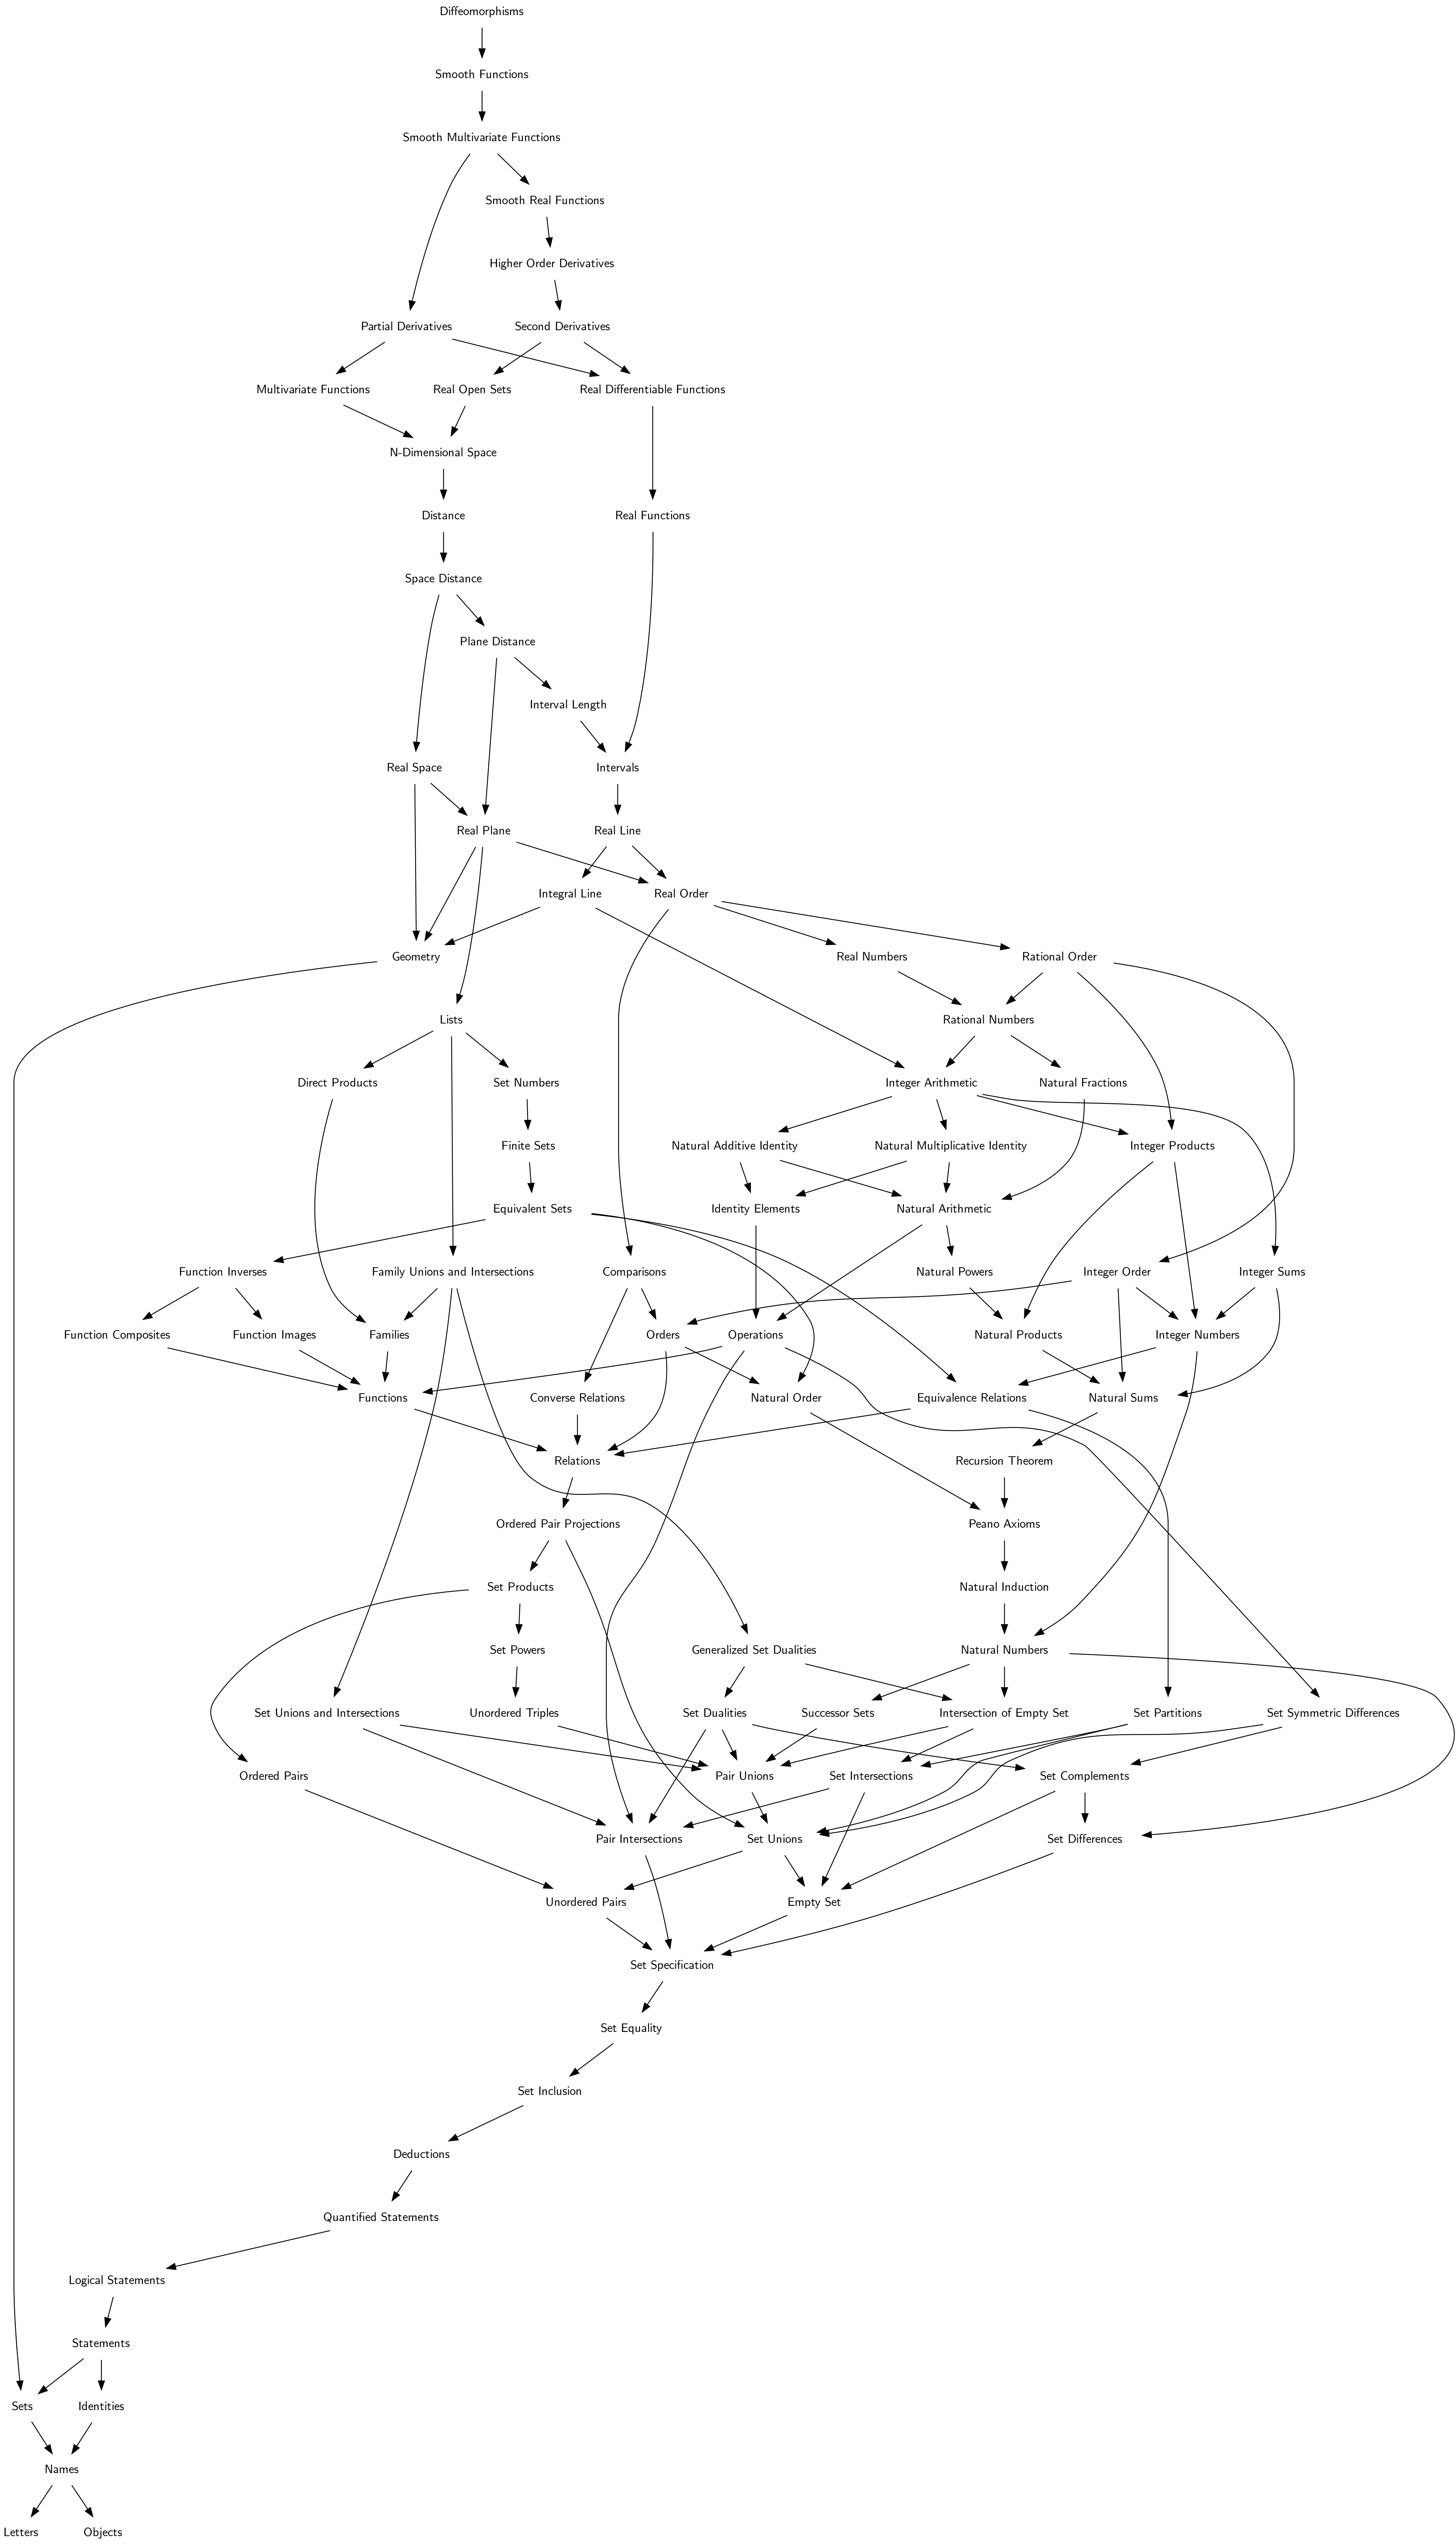 Diffeomorphisms
Smooth Functions
Smooth Multivariate Functions
Smooth Real Functions
Higher Order Derivatives
Partial Derivatives
Second Derivatives
Multivariate Functions
Real Open Sets
Real Differentiable Functions
N-Dimensional Space
Distance
Real Functions
Space Distance
Plane Distance
Interval Length
Real Space
Intervals
Real Plane
Real Line
Integral Line
Real Order
Geometry
Real Numbers
Rational Order
Lists
Rational Numbers
Direct Products
Set Numbers
Integer Arithmetic
Natural Fractions
Finite Sets
Natural Additive Identity
Natural Multiplicative Identity
Integer Products
Equivalent Sets
Identity Elements
Natural Arithmetic
Function Inverses
Family Unions and Intersections
Comparisons
Natural Powers
Integer Order
Integer Sums
Function Composites
Function Images
Families
Orders
Operations
Natural Products
Integer Numbers
Functions
Converse Relations
Natural Order
Equivalence Relations
Natural Sums
Relations
Recursion Theorem
Ordered Pair Projections
Peano Axioms
Set Products
Natural Induction
Set Powers
Generalized Set Dualities
Natural Numbers
Set Unions and Intersections
Unordered Triples
Set Dualities
Successor Sets
Intersection of Empty Set
Set Partitions
Set Symmetric Differences
Ordered Pairs
Pair Unions
Set Intersections
Set Complements
Pair Intersections
Set Unions
Set Differences
Unordered Pairs
Empty Set
Set Specification
Set Equality
Set Inclusion
Deductions
Quantified Statements
Logical Statements
Statements
Sets
Identities
Names
Letters
Objects